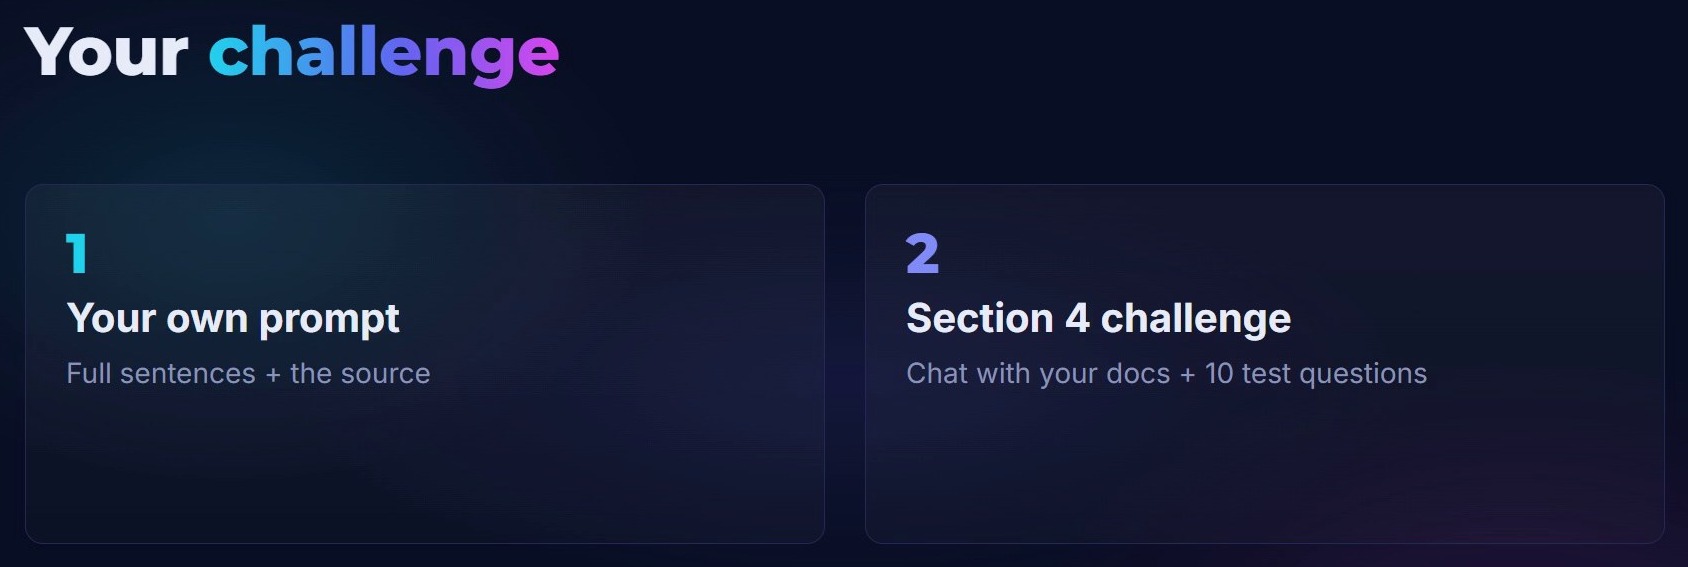 Your challenge
1
Your own prompt
Full sentences + the source
2
Section 4 challenge
Chat with your docs + 10 test questions